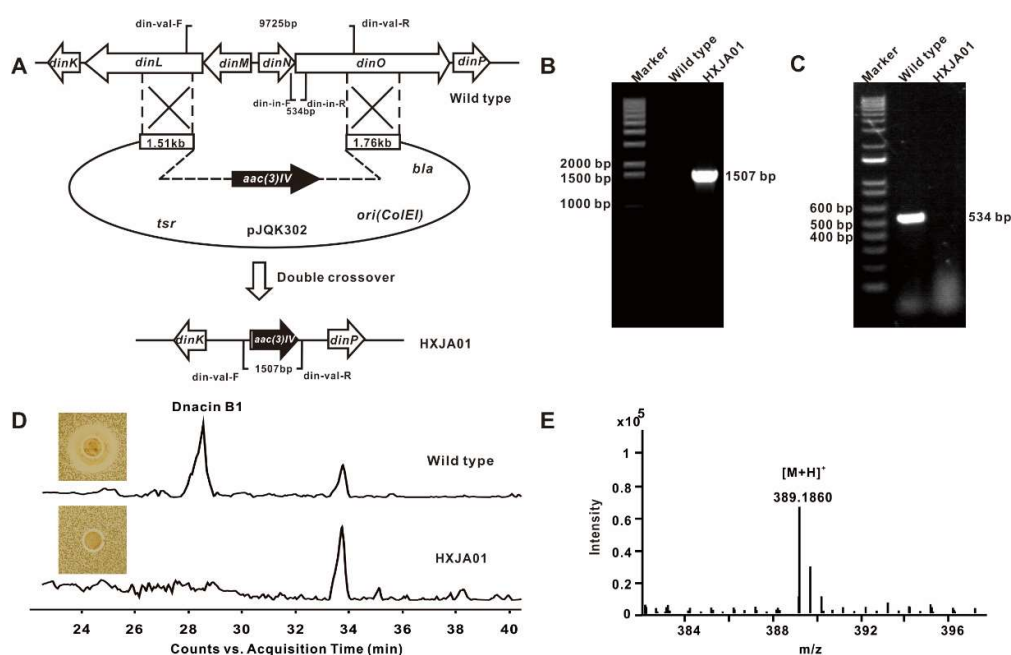 A
din-val-F
9725bp
din-val-R
dinK
dinL
dinM
dinN
dinO
dinP
Wild type
din-in-F
534bp
din-in-R
1.51kb
1.76kb
aac(3)IV
bla
tsr
ori(ColEI)
pJQK302
Double crossover
dinK
aac(3)IV
dinP
HXJA01
din-val-F
1507bp
din-val-R
B
Marker
Wild type
HXJA01
2000 bp
1500 bp
1000 bp
1507 bp
C
Marker
Wild type
HXJA01
600 bp
500 bp
400 bp
534 bp
D
Dnacin B1
Wild type
HXJA01
24 26 28 30 32 34 36 38 40
Counts vs. Acquisition Time (min)
E
x10^5
1
0.8
0.6
0.4
0.2
0
Intensity
[M+H]+
389.1860
384 388 392 396
m/z